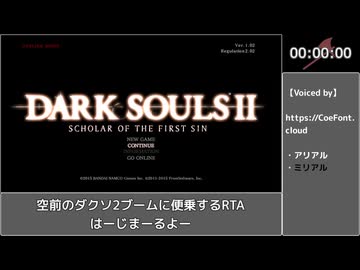 Ver.1.02
Regulation2.02
00:00:00
DARK SOULS II
SCHOLAR OF THE FIRST SIN
【Voiced by】
https://CoeFont.
cloud
・アリアル
・ミリアル
NEW GAME
CONTINUE
INFORMATION
GO ONLINE
空前のダクソ2ブームに便乗するRTA
はーじまーるよー